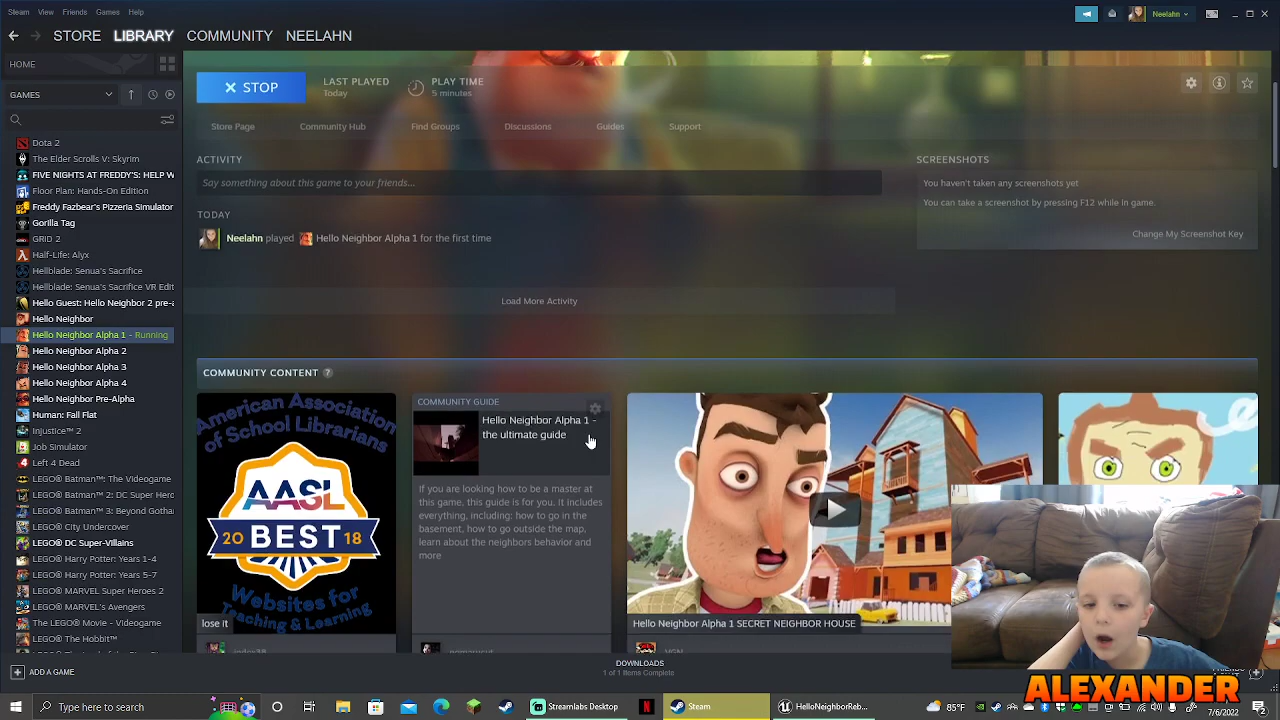 Steam View Friends Games Help
Neelahn
STORE LIBRARY COMMUNITY NEELAHN
HOME
GAMES
STOP
LAST PLAYED
Today
PLAY TIME
5 minutes
Store Page Community Hub Find Groups Discussions Guides Support
Dota 2
The Elder Scrolls V: Skyrim
FIVE NIGHTS AT FREDDY'S: HELP W
Floor Plan: Hands-On Edition
Freddy Fazbear's Pizzeria Simulator
Gorilla Tag
GRID 2
Half-Life: Alyx
Hellblade: Senua's Sacrifice VR Edit
Hello Guest: Hello Neighbor 2 pre-a
Hello Neighbor
Hello Neighbor Alpha 1 - Running
Hello Neighbor Alpha 2
Hello Neighbor Alpha 3
Hello Neighbor Alpha 4
Hello Neighbor Pre-Alpha
Human: Fall Flat
Injustice™ 2
Job Simulator
Left 4 Dead
LEGO® Batman™: The Videogame
LEGO® Batman™ 2: DC Super Heroe
LEGO® Batman™ 3: Beyond Gothar
LEGO® City Undercover
LEGO® DC Super-Villains
LEGO® Harry Potter: Years 1-4
LEGO® Harry Potter: Years 5-7
LEGO® MARVEL Super Heroes 2
LEGO® MARVEL's Avengers
The LEGO® Movie - Videogame
LEGO® The Hobbit™
ACTIVITY
Say something about this game to your friends...
TODAY
Neelahn played Hello Neighbor Alpha 1 for the first time
Load More Activity
SCREENSHOTS
You haven't taken any screenshots yet
You can take a screenshot by pressing F12 while in game.
Change My Screenshot Key
COMMUNITY CONTENT ?
American Association
of School Librarians
AASL
20 BEST 18
Websites for
Teaching & Learning
lose It
COMMUNITY GUIDE
Hello Neighbor Alpha 1 -
the ultimate guide
If you are looking how to be a master at
this game, this guide is for you. It includes
everything, including: how to go in the
basement, how to go outside the map,
learn about the neighbors behavior and
more
Hello Neighbor Alpha 1 SECRET NEIGHBOR HOUSE
ADD A GAME
DOWNLOADS
1 of 1 Items Complete
ALEXANDER
Type here to search
Streamlabs Desktop
Steam
HelloNeighborReb...
85°F
7/6/2022